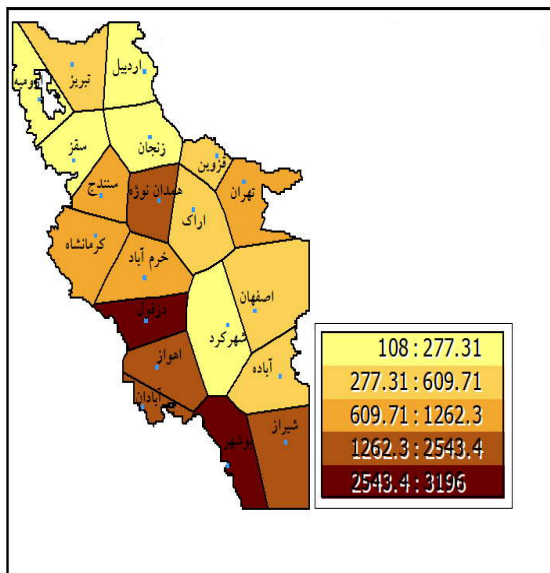 اردبیل
تبریز
ارومیه
سقز
زنجان
قزوین
تهران
سنندج
همدان نوژه
اراک
کرمانشاه
خرم آباد
اصفهان
دزفول
شهرکرد
اهواز
آباده
آبادان
بوشهر
شیراز
108 : 277.31
277.31 : 609.71
609.71 : 1262.3
1262.3 : 2543.4
2543.4 : 3196